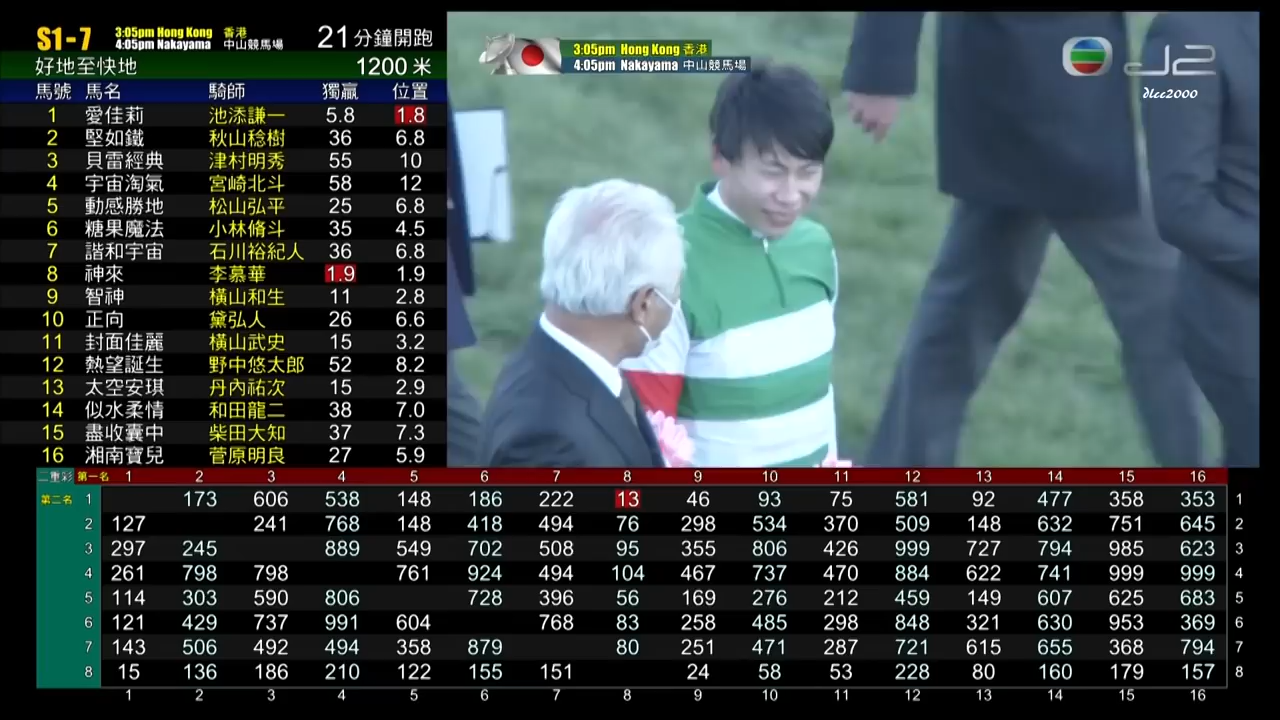 S1-7 3:05pm Hong Kong 香港 4:05pm Nakayama 中山競馬場 21分鐘開跑
好地至快地 1200 米
馬號 馬名 騎師 獨贏 位置
1 愛佳莉 池添謙一 5.8 1.8
2 堅如鐵 秋山稔樹 36 6.8
3 貝雷經典 津村明秀 55 10
4 宇宙淘氣 宮崎北斗 58 12
5 動感勝地 松山弘平 25 6.8
6 糖果魔法 小林脩斗 35 4.5
7 諧和宇宙 石川裕紀人 36 6.8
8 神來 李慕華 1.9 1.9
9 智神 橫山和生 11 2.8
10 正向 黛弘人 26 6.6
11 封面佳麗 橫山武史 15 3.2
12 熱望誕生 野中悠太郎 52 8.2
13 太空安琪 丹內祐次 15 2.9
14 似水柔情 和田龍二 38 7.0
15 盡收囊中 柴田大知 37 7.3
16 湘南寶兒 菅原明良 27 5.9
3:05pm Hong Kong 香港
4:05pm Nakayama 中山競馬場
J2
dlcc2000
二重彩 第一名 1 2 3 4 5 6 7 8 9 10 11 12 13 14 15 16
第二名 1 173 606 538 148 186 222 13 46 93 75 581 92 477 358 353 1
2 127 241 768 148 418 494 76 298 534 370 509 148 632 751 645 2
3 297 245 889 549 702 508 95 355 806 426 999 727 794 985 623 3
4 261 798 798 761 924 494 104 467 737 470 884 622 741 999 999 4
5 114 303 590 806 728 396 56 169 276 212 459 149 607 625 683 5
6 121 429 737 991 604 768 83 258 485 298 848 321 630 953 369 6
7 143 506 492 494 358 879 80 251 471 287 721 615 655 368 794 7
8 15 136 186 210 122 155 151 24 58 53 228 80 160 179 157 8
1 2 3 4 5 6 7 8 9 10 11 12 13 14 15 16